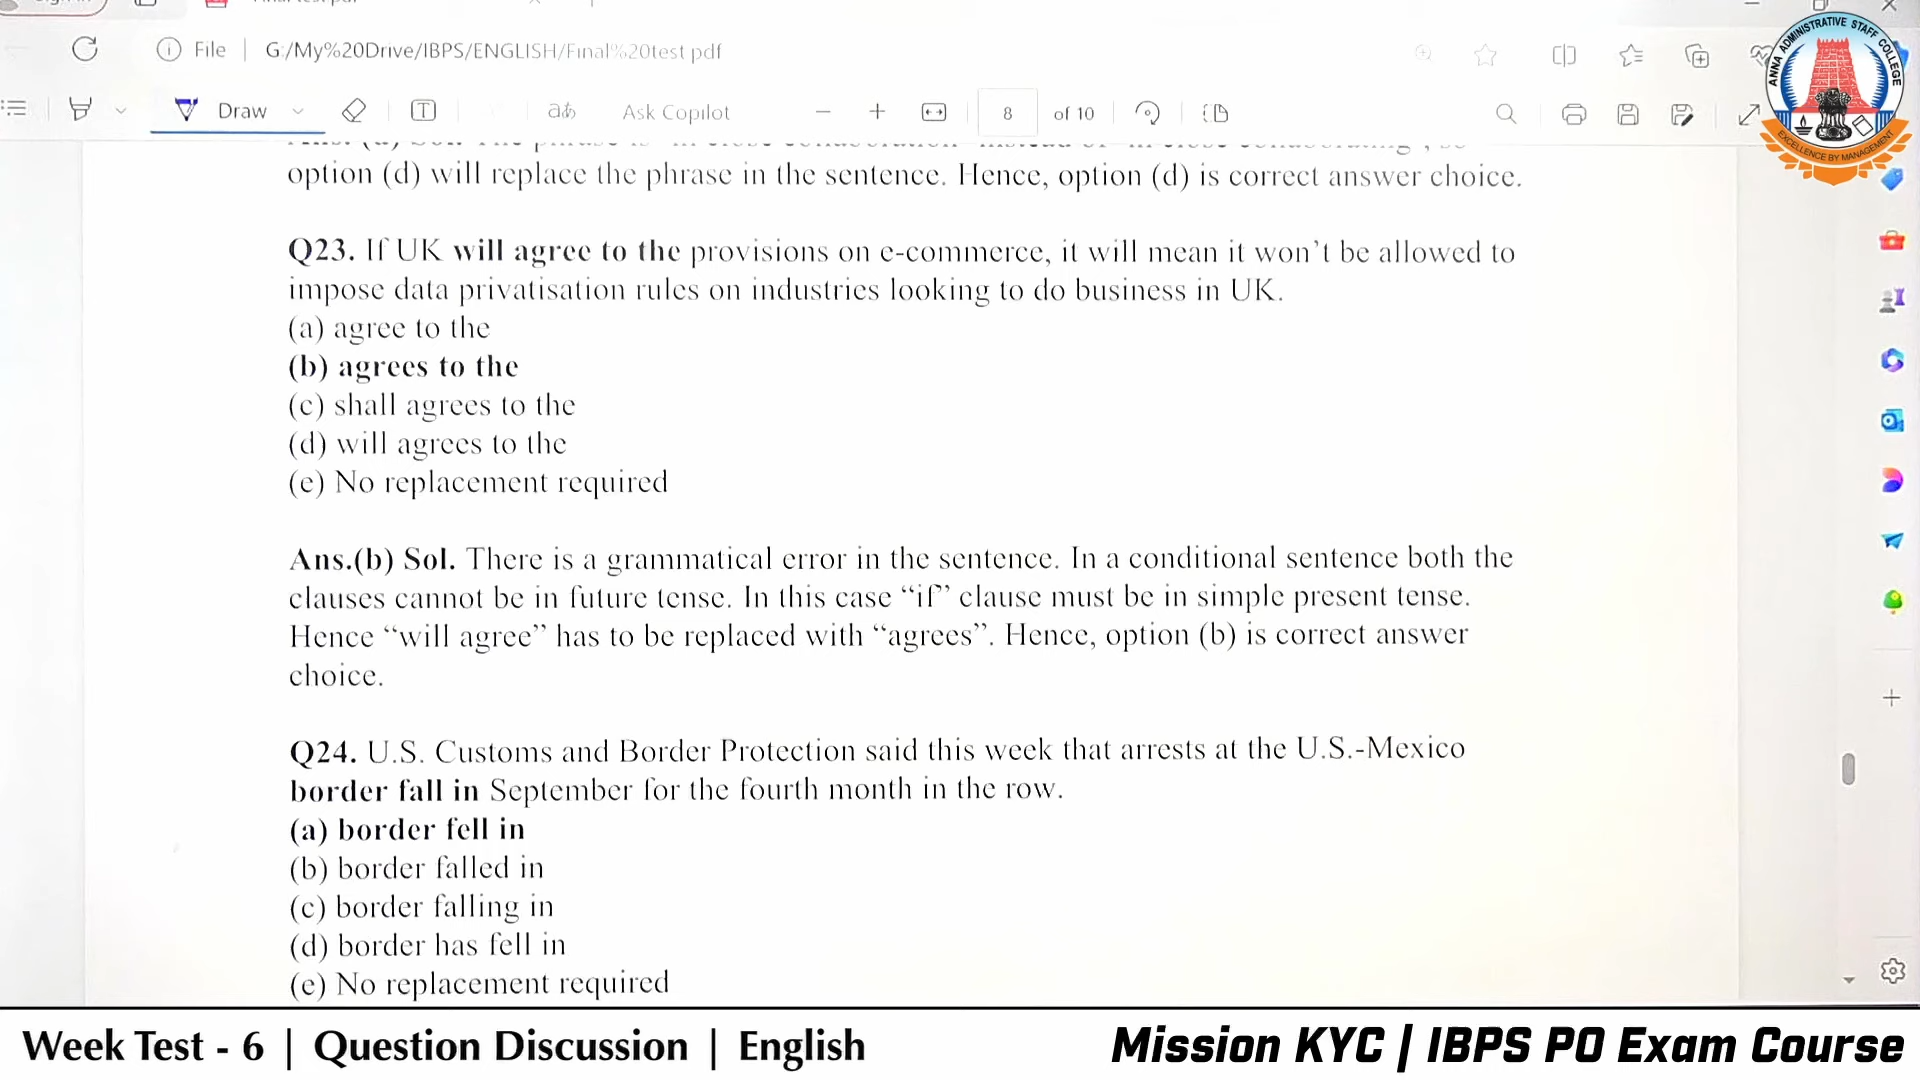 File | G:/My%20Drive/IBPS/ENGLISH/Final%20test.pdf
Draw
aあ Ask Copilot
8 of 10
ANNA ADMINISTRATIVE STAFF COLLEGE
EXCELLENCE BY MANAGEMENT
option (d) will replace the phrase in the sentence. Hence, option (d) is correct answer choice.
Q23. If UK will agree to the provisions on e-commerce, it will mean it won’t be allowed to
impose data privatisation rules on industries looking to do business in UK.
(a) agree to the
(b) agrees to the
(c) shall agrees to the
(d) will agrees to the
(e) No replacement required
Ans.(b) Sol. There is a grammatical error in the sentence. In a conditional sentence both the
clauses cannot be in future tense. In this case “if” clause must be in simple present tense.
Hence “will agree” has to be replaced with “agrees”. Hence, option (b) is correct answer
choice.
Q24. U.S. Customs and Border Protection said this week that arrests at the U.S.-Mexico
border fall in September for the fourth month in the row.
(a) border fell in
(b) border falled in
(c) border falling in
(d) border has fell in
(e) No replacement required
Week Test - 6 | Question Discussion | English
Mission KYC | IBPS PO Exam Course